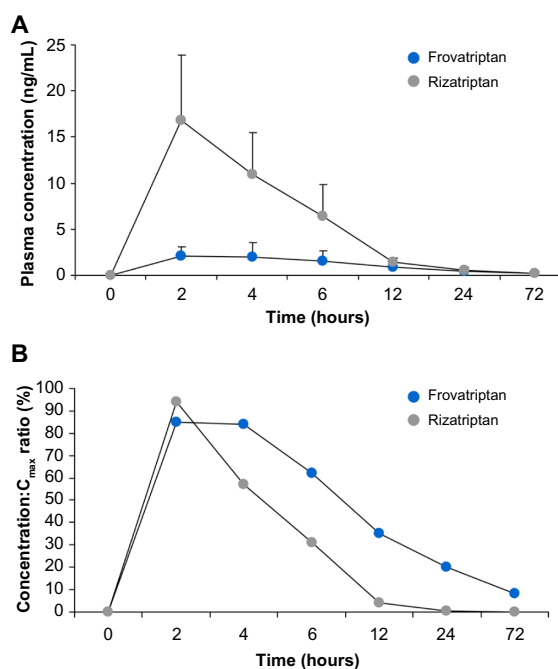 A
Plasma concentration (ng/mL)
25
20
15
10
5
0
Frovatriptan
Rizatriptan
0 2 4 6 12 24 72
Time (hours)
B
Concentration:Cmax ratio (%)
100
90
80
70
60
50
40
30
20
10
0
Frovatriptan
Rizatriptan
0 2 4 6 12 24 72
Time (hours)